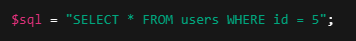 $sql = "SELECT * FROM users WHERE id = 5";